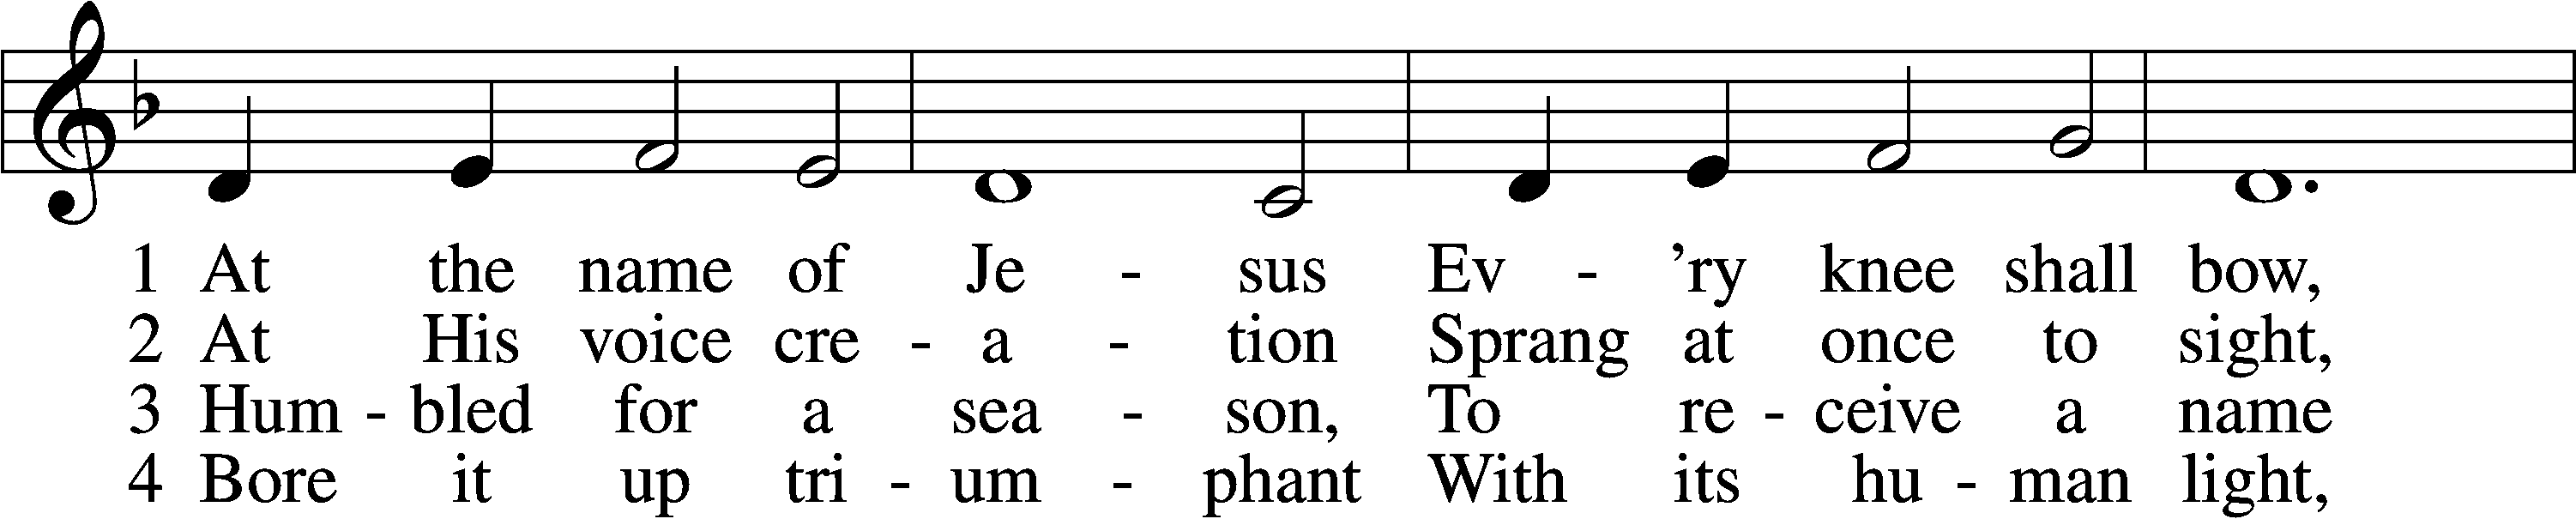 1 At the name of Je - sus Ev - 'ry knee shall bow,
2 At His voice cre - a - tion Sprang at once to sight,
3 Hum - bled for a sea - son, To re - ceive a name
4 Bore it up tri - um - phant With its hu - man light,